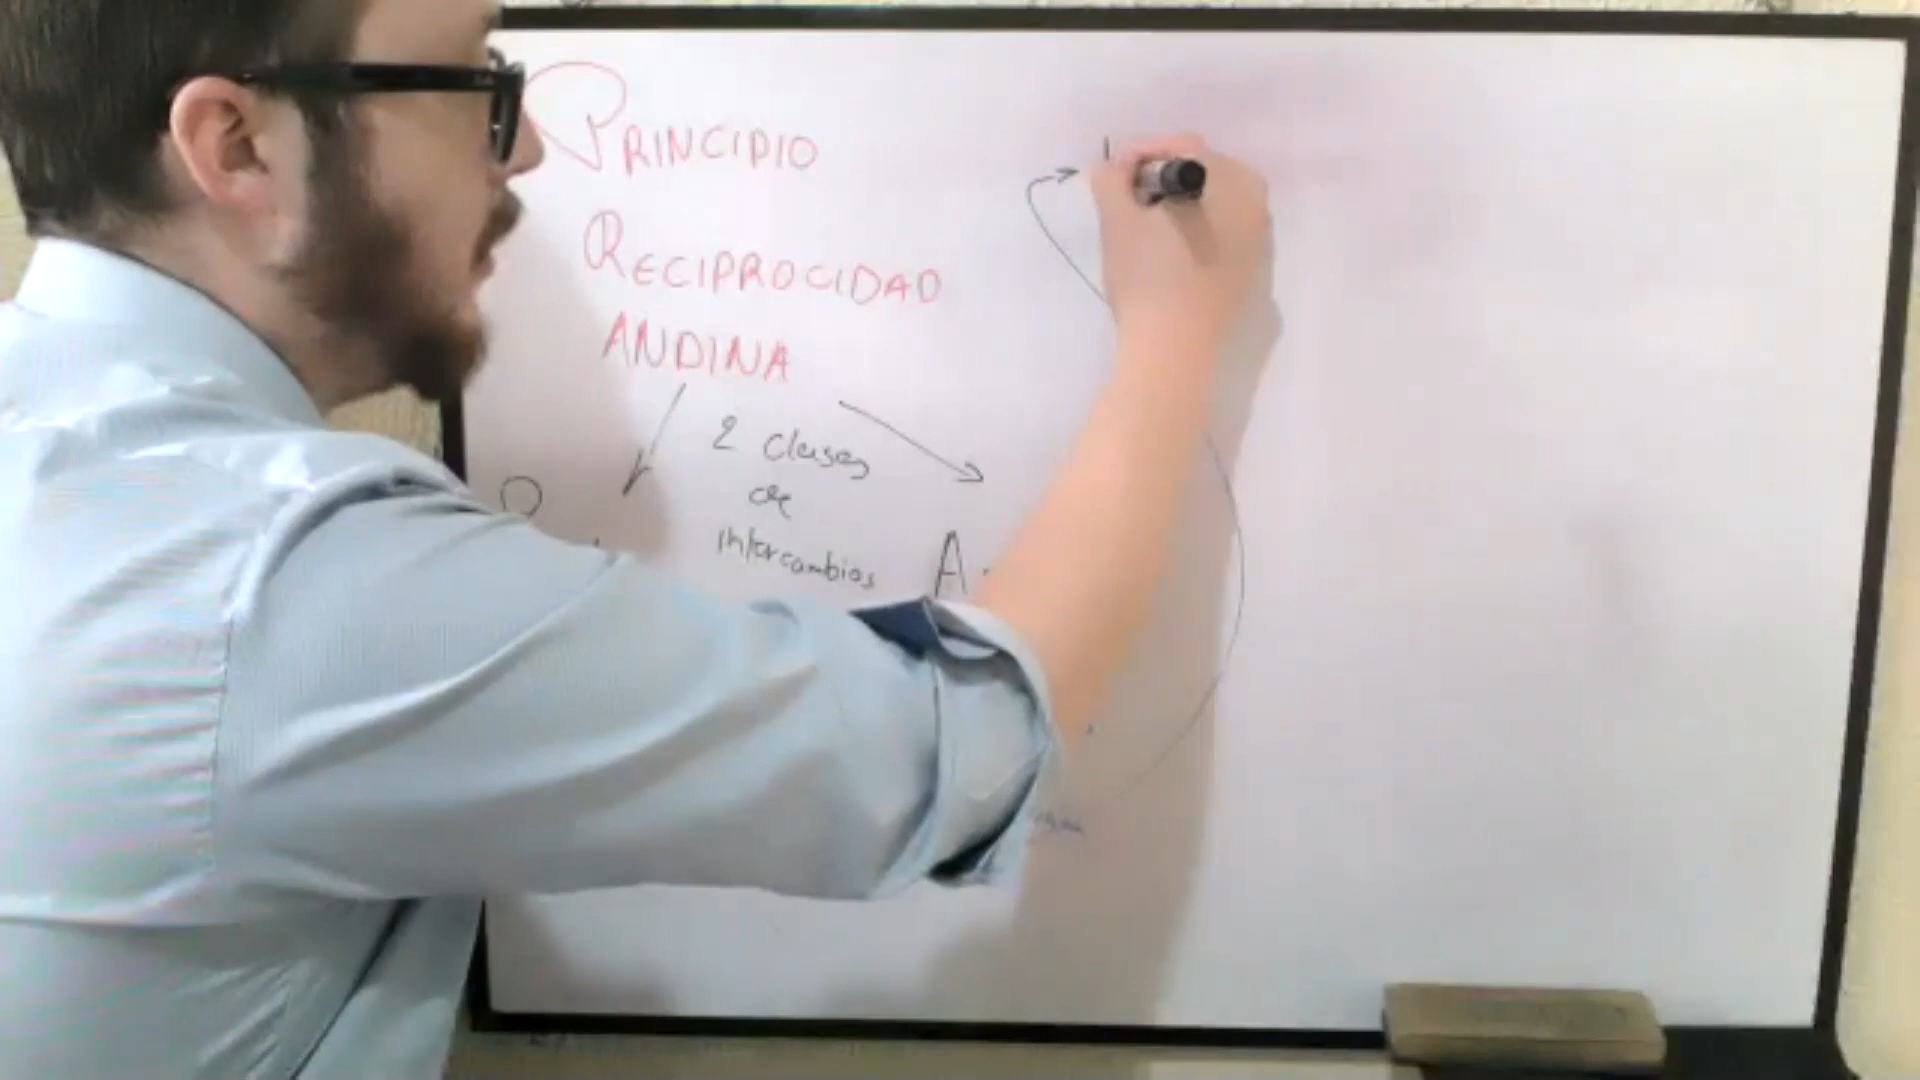 PRINCIPIO
RECIPROCIDAD
ANDINA
2 clases
de
intercambios